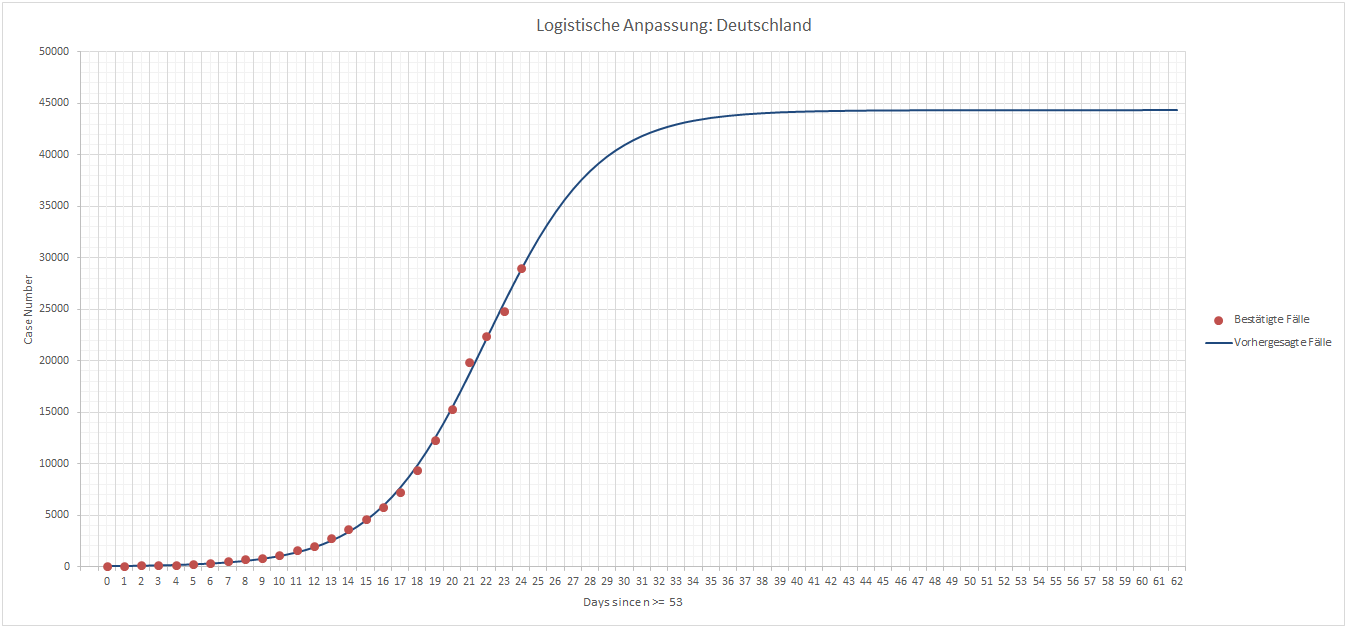 Logistische Anpassung: Deutschland
50000
45000
40000
35000
30000
25000
20000
15000
10000
5000
0
Case Number
0 1 2 3 4 5 6 7 8 9 10 11 12 13 14 15 16 17 18 19 20 21 22 23 24 25 26 27 28 29 30 31 32 33 34 35 36 37 38 39 40 41 42 43 44 45 46 47 48 49 50 51 52 53 54 55 56 57 58 59 60 61 62
Days since n >= 53
Bestätigte Fälle
Vorhergesagte Fälle